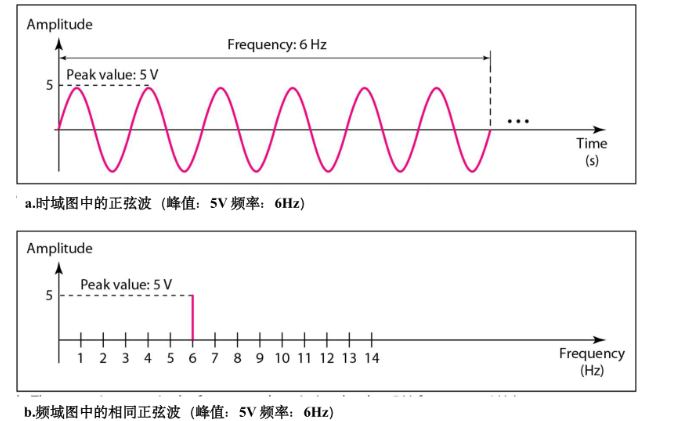 Amplitude
Frequency: 6 Hz
Peak value: 5 V
5
...
Time
(s)
a.时域图中的正弦波（峰值：5V 频率：6Hz）
Amplitude
Peak value: 5 V
5
1 2 3 4 5 6 7 8 9 10 11 12 13 14
Frequency
(Hz)
b.频域图中的相同正弦波（峰值：5V 频率：6Hz）